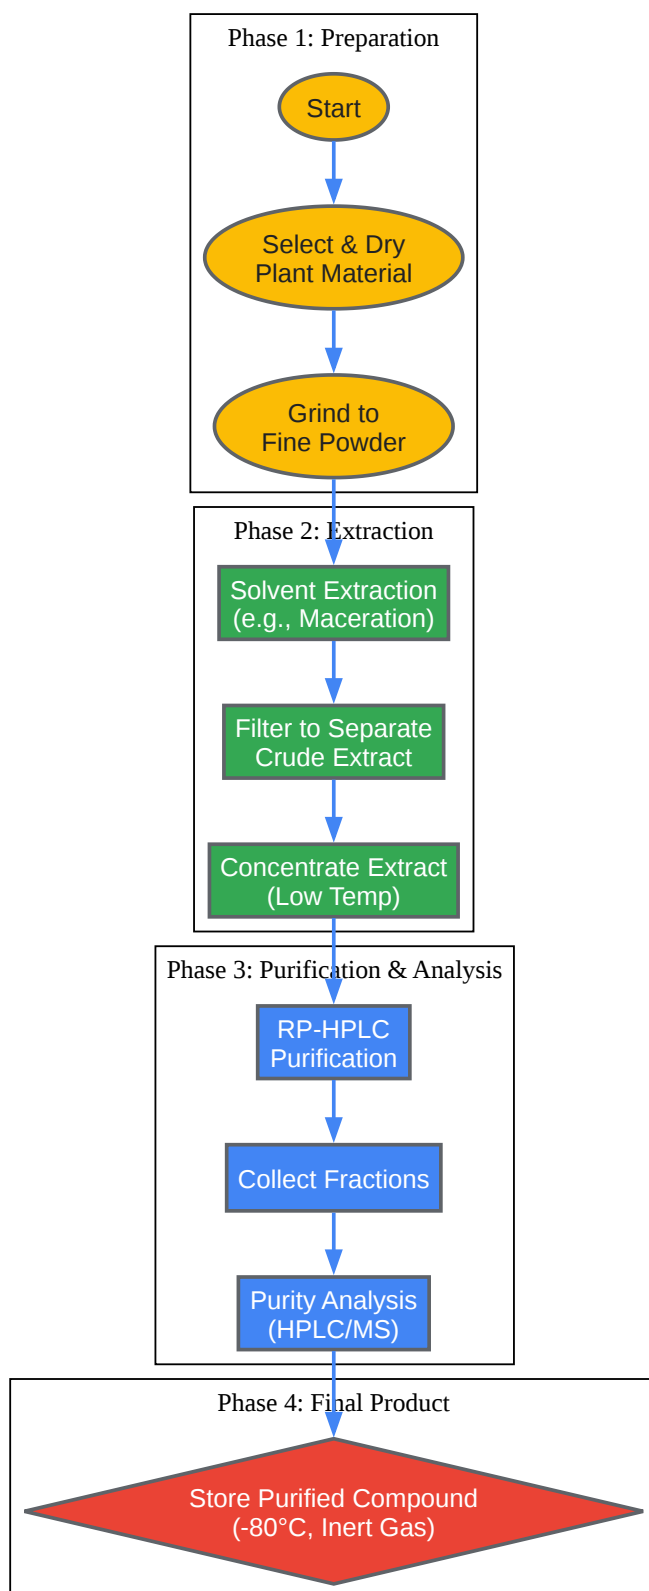 Phase 1: Preparation
Start
Select & Dry
Plant Material
Grind to
Fine Powder
Phase 2: Extraction
Solvent Extraction
(e.g., Maceration)
Filter to Separate
Crude Extract
Concentrate Extract
(Low Temp)
Phase 3: Purification & Analysis
RP-HPLC
Purification
Collect Fractions
Purity Analysis
(HPLC/MS)
Phase 4: Final Product
Store Purified Compound
(-80°C, Inert Gas)